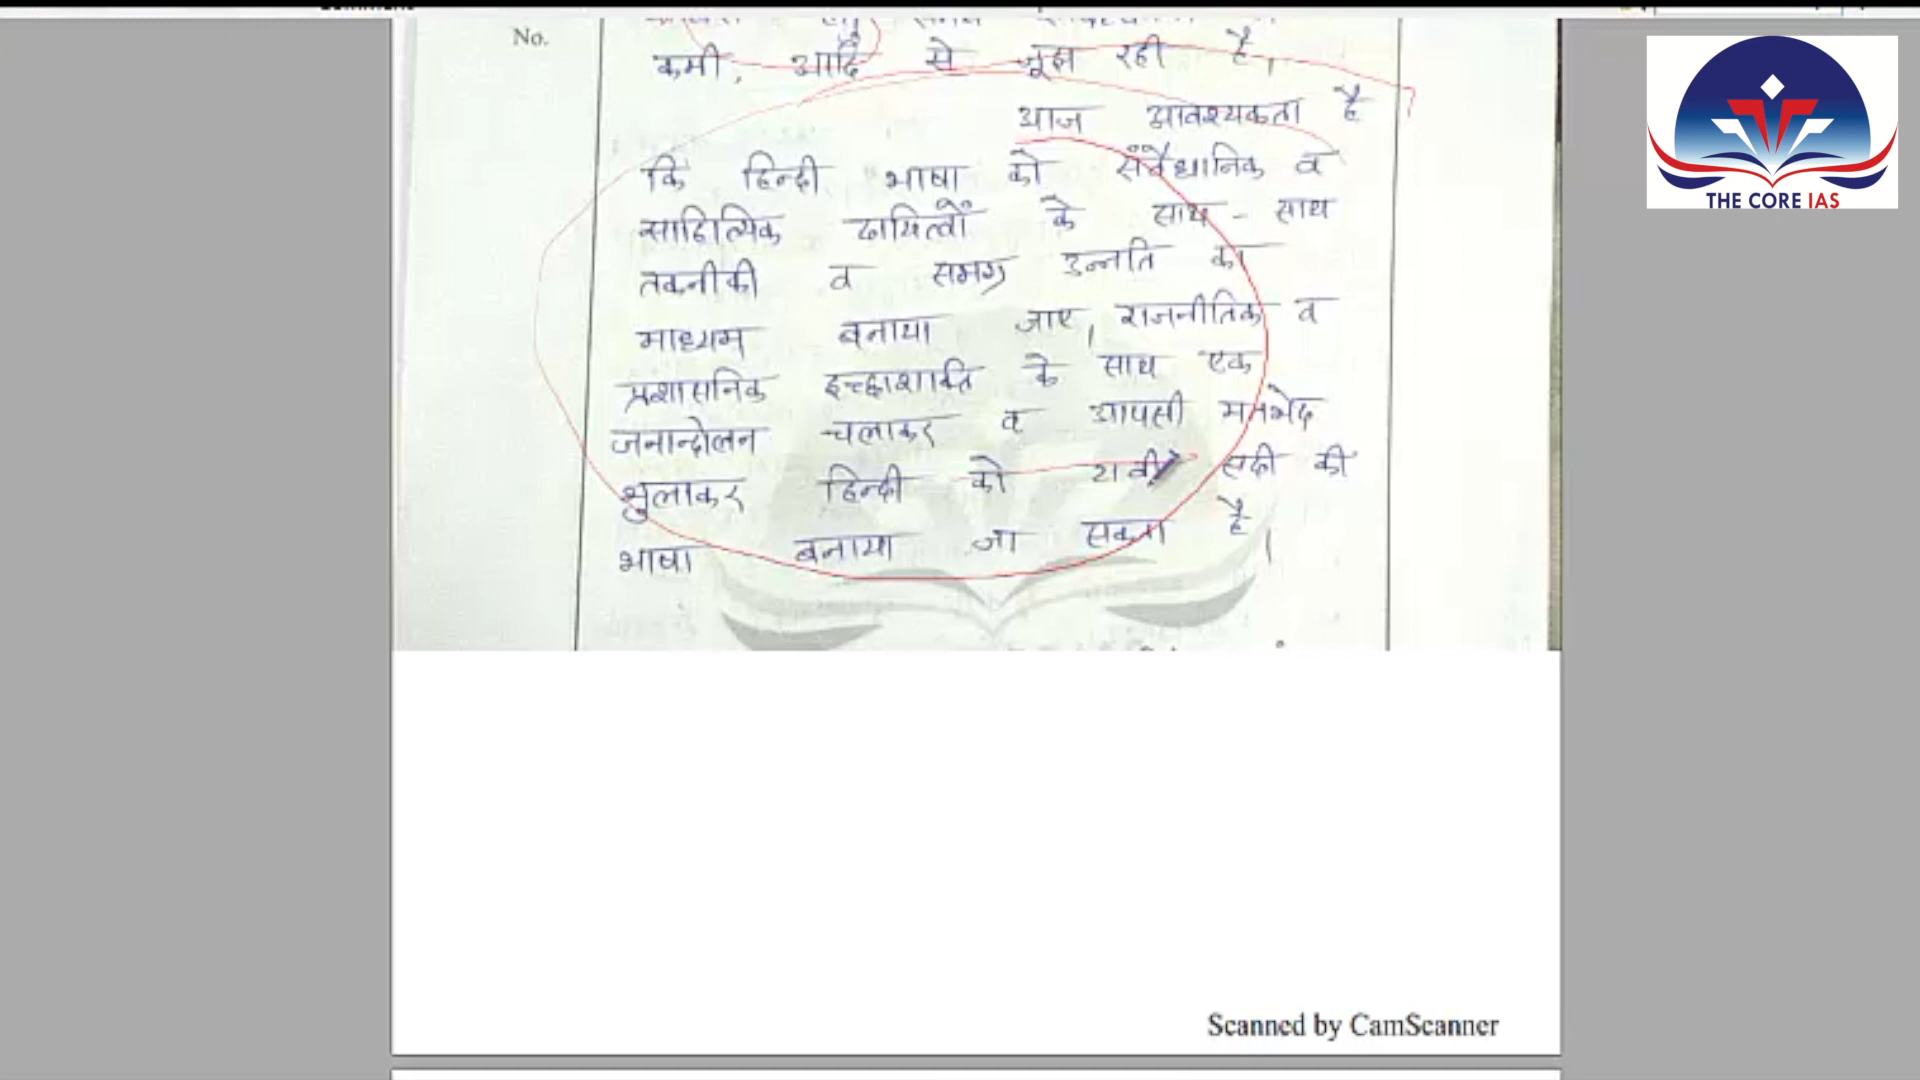 No.
कमी, आदि से जूझ रही है।
आज आवश्यकता है
कि हिन्दी भाषा को संवैधानिक व
साहित्यिक दायित्वों के साथ - साथ
तकनीकी व समग्र उन्नति का
माध्यम बनाया जाए। राजनीतिक व
प्रशासनिक इच्छाशक्ति के साथ एक
जनान्दोलन चलाकर व आपसी मतभेद
भुलाकर हिन्दी को सदी की
भाषा बनाया जा सकता है।
THE CORE IAS
Scanned by CamScanner